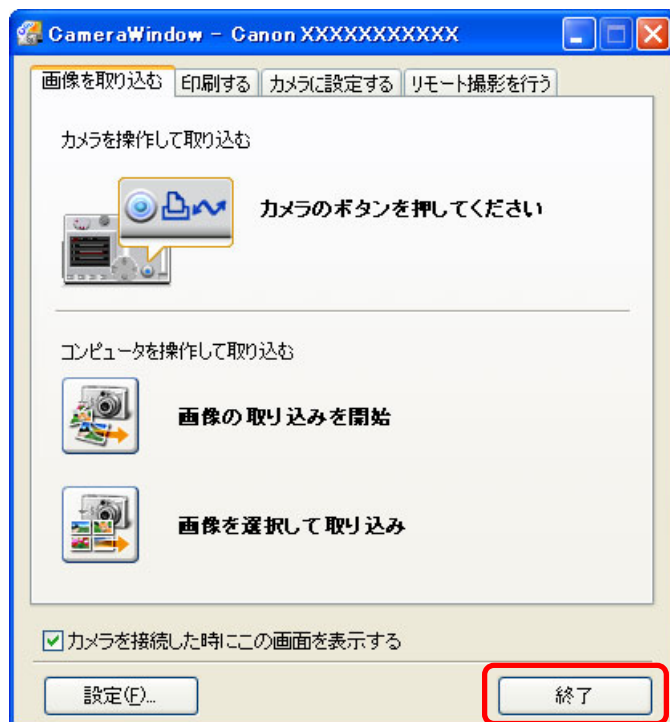 CameraWindow - Canon XXXXXXXXXXX
画像を取り込む 印刷する カメラに設定する リモート撮影を行う
カメラを操作して取り込む
カメラのボタンを押してください
コンピュータを操作して取り込む
画像の取り込みを開始
画像を選択して取り込み
カメラを接続した時にこの画面を表示する
設定(F)... 終了